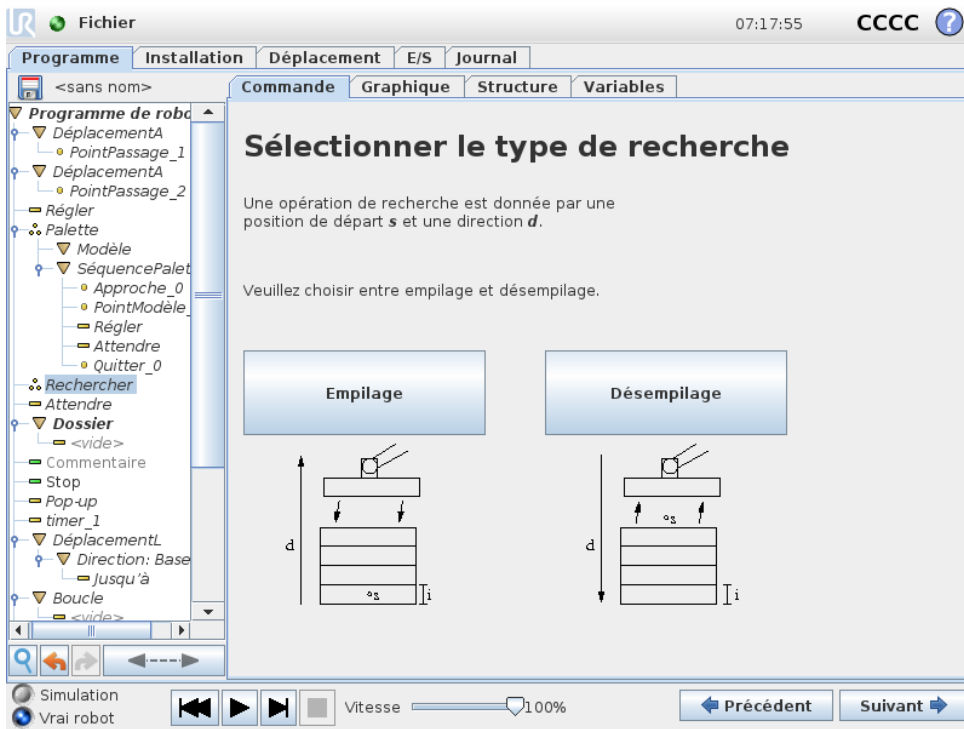 UR Fichier 07:17:55 CCCC ?
Programme Installation Déplacement E/S Journal
<sans nom>
Commande Graphique Structure Variables
Programme de robo
DéplacementA
PointPassage_1
DéplacementA
PointPassage_2
Régler
Palette
Modèle
SéquencePalet
Approche_0
PointModèle_
Régler
Attendre
Quitter_0
Rechercher
Attendre
Dossier
<vide>
Commentaire
Stop
Pop-up
timer_1
DéplacementL
Direction: Base
Jusqu'à
Boucle
<vide>
Sélectionner le type de recherche
Une opération de recherche est donnée par une
position de départ s et une direction d.
Veuillez choisir entre empilage et désempilage.
Empilage Désempilage
d s i
d s i
Simulation
Vrai robot
Vitesse 100%
Précédent Suivant